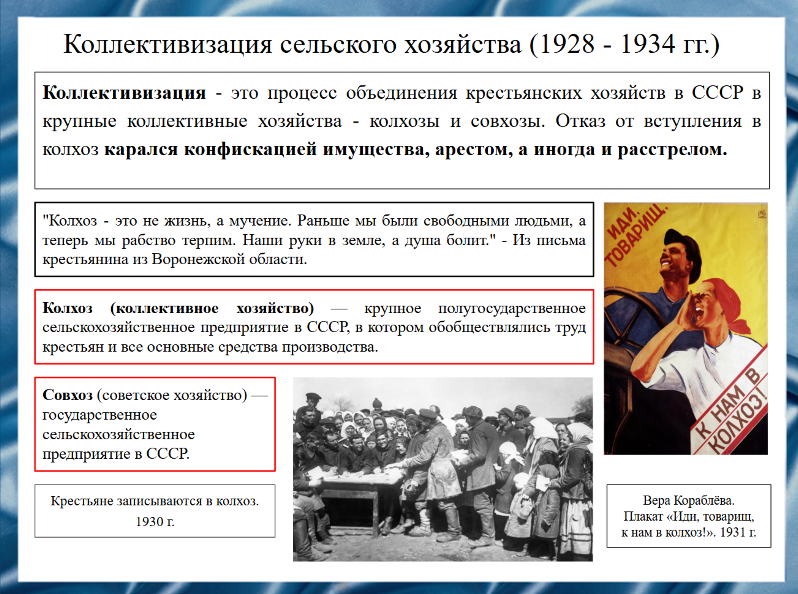 Коллективизация сельского хозяйства (1928 - 1934 гг.)
Коллективизация - это процесс объединения крестьянских хозяйств в СССР в
крупные коллективные хозяйства - колхозы и совхозы. Отказ от вступления в
колхоз карался конфискацией имущества, арестом, а иногда и расстрелом.
"Колхоз - это не жизнь, а мучение. Раньше мы были свободными людьми, а
теперь мы рабство терпим. Наши руки в земле, а душа болит." - Из письма
крестьянина из Воронежской области.
Колхоз (коллективное хозяйство) — крупное полугосударственное
сельскохозяйственное предприятие в СССР, в котором обобществлялись труд
крестьян и все основные средства производства.
Совхоз (советское хозяйство) —
государственное
сельскохозяйственное
предприятие в СССР.
Крестьяне записываются в колхоз.
1930 г.
ИДИ,
ТОВАРИЩ,
К НАМ В
КОЛХОЗ!
Вера Кораблёва.
Плакат «Иди, товарищ,
к нам в колхоз!». 1931 г.